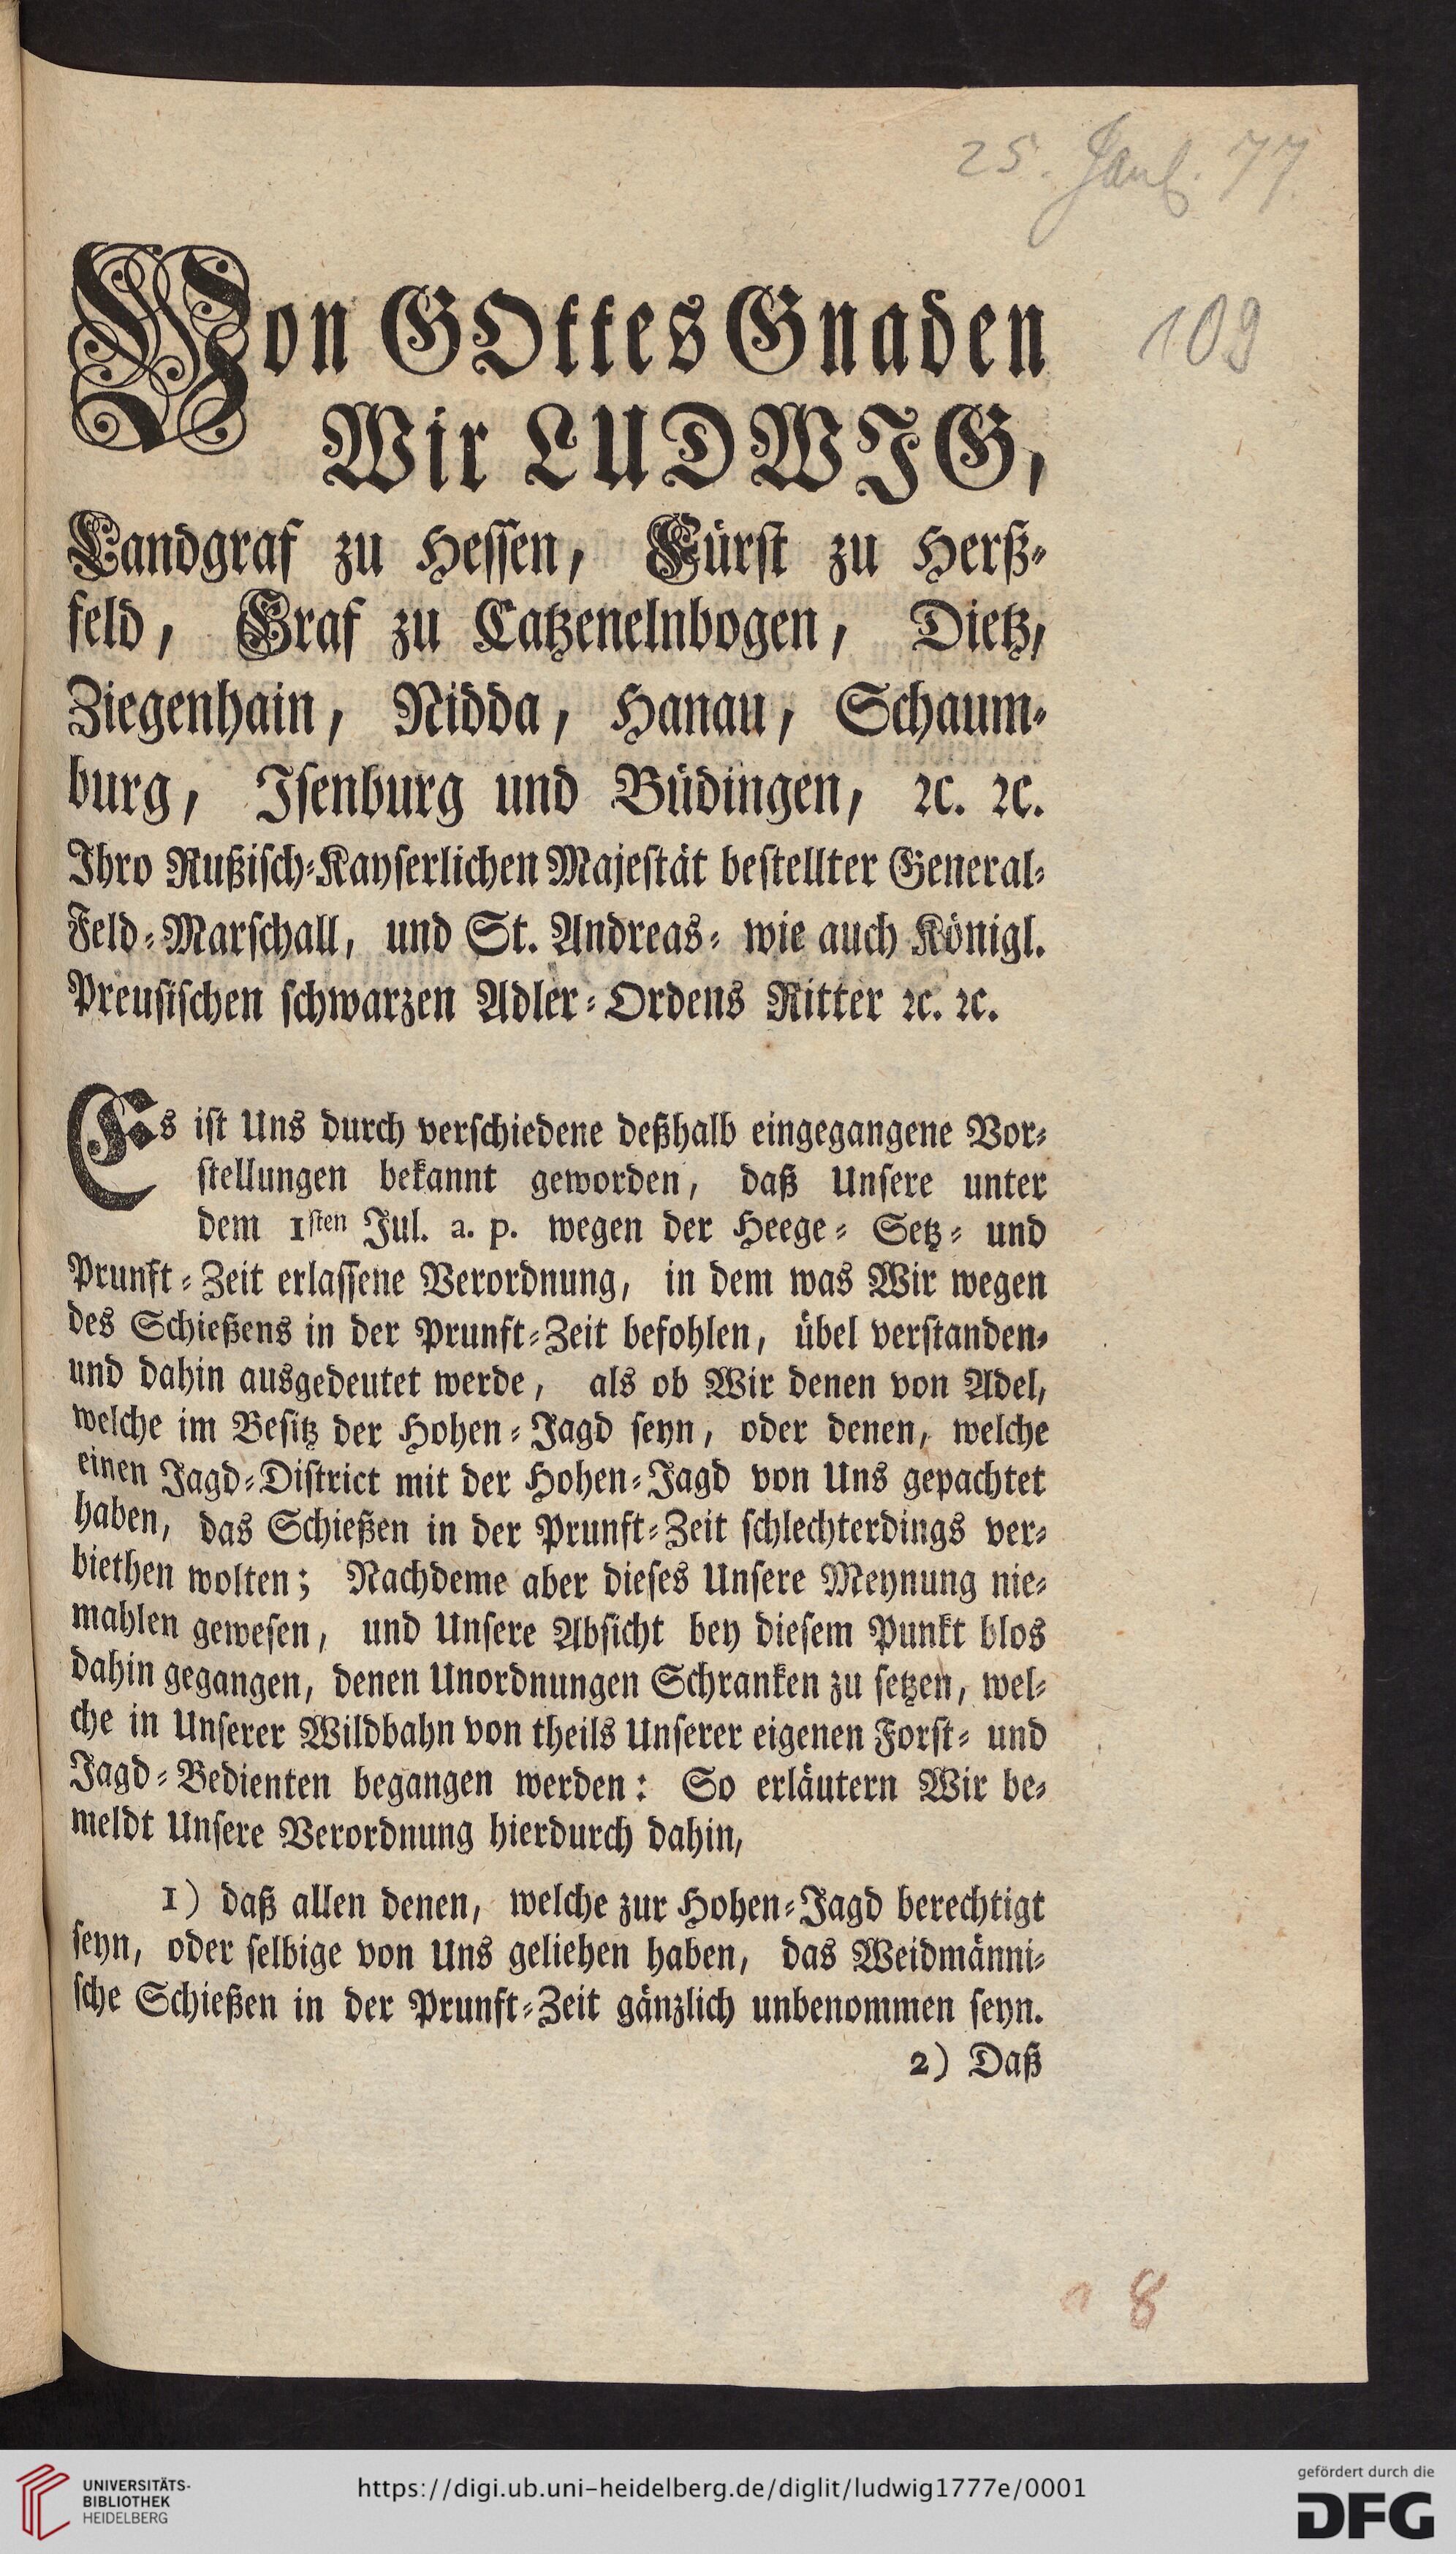 25. 77
Von GOttes Gnaden
109
Wir LUDWIG,
Landgraf zu Hessen, Fürst zu Herß-
feld, Graf zu Catzenelnbogen, Dietz,
Ziegenhain, Nidda, Hanau, Schaum-
burg, Isenburg und Büdingen, ꝛc. ꝛc.
Ihro Rußisch-Kayserlichen Majestät bestellter General-
Feld-Marschall, und St. Andreas- wie auch Königl.
Preusischen schwarzen Adler-Ordens Ritter ꝛc. ꝛc.
Es ist Uns durch verschiedene deßhalb eingegangene Vor-
stellungen bekannt geworden, daß Unsere unter
dem 1sten Jul. a. p. wegen der Heege- Setz- und
Prunft-Zeit erlassene Verordnung, in dem was Wir wegen
des Schießens in der Prunft-Zeit befohlen, übel verstanden-
und dahin ausgedeutet werde, als ob Wir denen von Adel,
welche im Besitz der Hohen-Jagd seyn, oder denen, welche
einen Jagd-District mit der Hohen-Jagd von Uns gepachtet
haben, das Schießen in der Prunft-Zeit schlechterdings ver-
biethen wolten; Nachdeme aber dieses Unsere Meynung nie-
mahlen gewesen, und Unsere Absicht bey diesem Punkt blos
dahin gegangen, denen Unordnungen Schranken zu setzen, wel-
che in Unserer Wildbahn von theils Unserer eigenen Forst- und
Jagd-Bedienten begangen werden: So erläutern Wir be-
meldt Unsere Verordnung hierdurch dahin,
1) daß allen denen, welche zur Hohen-Jagd berechtigt
seyn, oder selbige von Uns geliehen haben, das Weidmänni-
sche Schießen in der Prunft-Zeit gänzlich unbenommen seyn.
2) Daß
8
UNIVERSITÄTS-
BIBLIOTHEK
HEIDELBERG
https://digi.ub.uni-heidelberg.de/diglit/ludwig1777e/0001
gefördert durch die
DFG